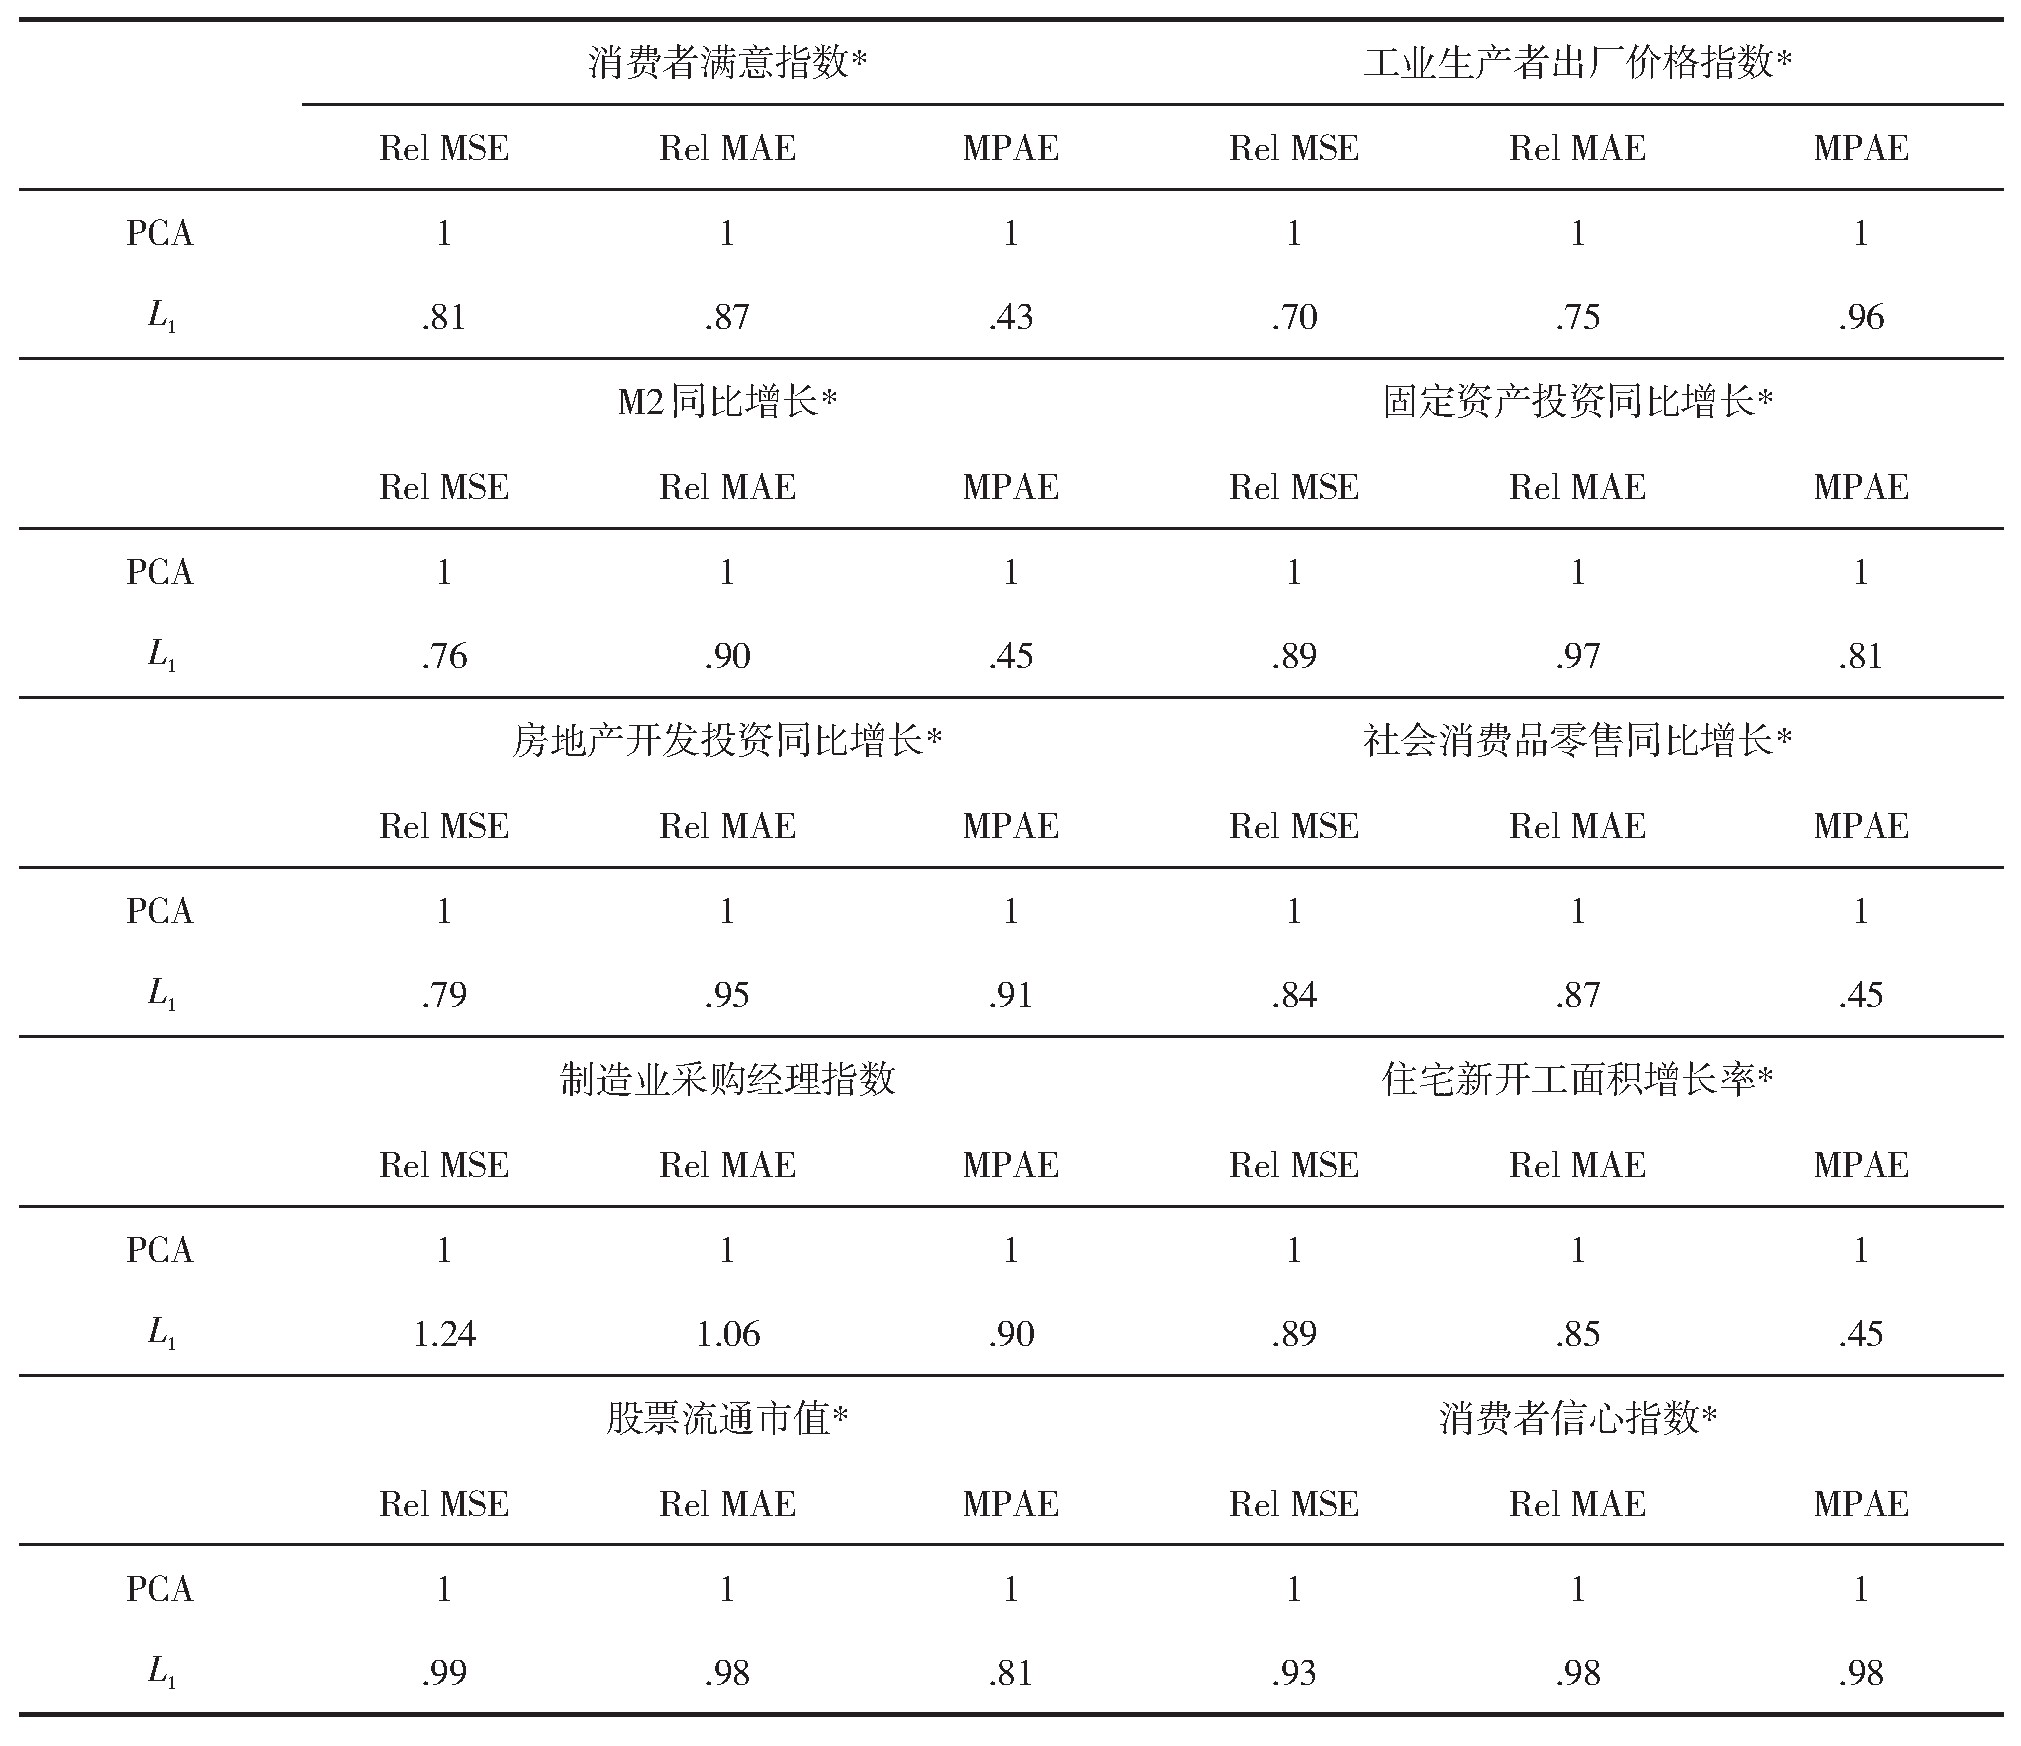 消费者满意指数* 工业生产者出厂价格指数*
Rel MSE Rel MAE MPAE Rel MSE Rel MAE MPAE
PCA 1 1 1 1 1 1
L1 .81 .87 .43 .70 .75 .96
M2同比增长* 固定资产投资同比增长*
Rel MSE Rel MAE MPAE Rel MSE Rel MAE MPAE
PCA 1 1 1 1 1 1
L1 .76 .90 .45 .89 .97 .81
房地产开发投资同比增长* 社会消费品零售同比增长*
Rel MSE Rel MAE MPAE Rel MSE Rel MAE MPAE
PCA 1 1 1 1 1 1
L1 .79 .95 .91 .84 .87 .45
制造业采购经理指数 住宅新开工面积增长率*
Rel MSE Rel MAE MPAE Rel MSE Rel MAE MPAE
PCA 1 1 1 1 1 1
L1 1.24 1.06 .90 .89 .85 .45
股票流通市值* 消费者信心指数*
Rel MSE Rel MAE MPAE Rel MSE Rel MAE MPAE
PCA 1 1 1 1 1 1
L1 .99 .98 .81 .93 .98 .98